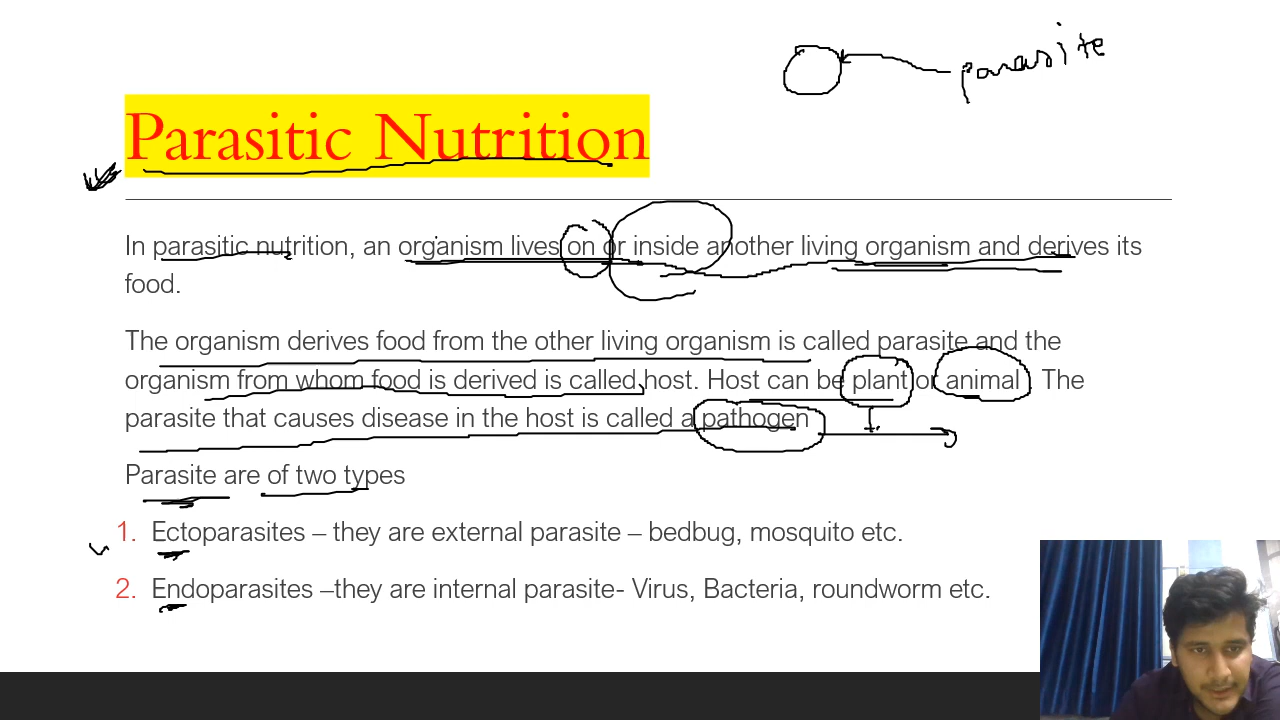 parasite
Parasitic Nutrition
In parasitic nutrition, an organism lives on or inside another living organism and derives its
food.
The organism derives food from the other living organism is called parasite and the
organism from whom food is derived is called host. Host can be plant or animal . The
parasite that causes disease in the host is called a pathogen
Parasite are of two types
1. Ectoparasites – they are external parasite – bedbug, mosquito etc.
2. Endoparasites –they are internal parasite- Virus, Bacteria, roundworm etc.